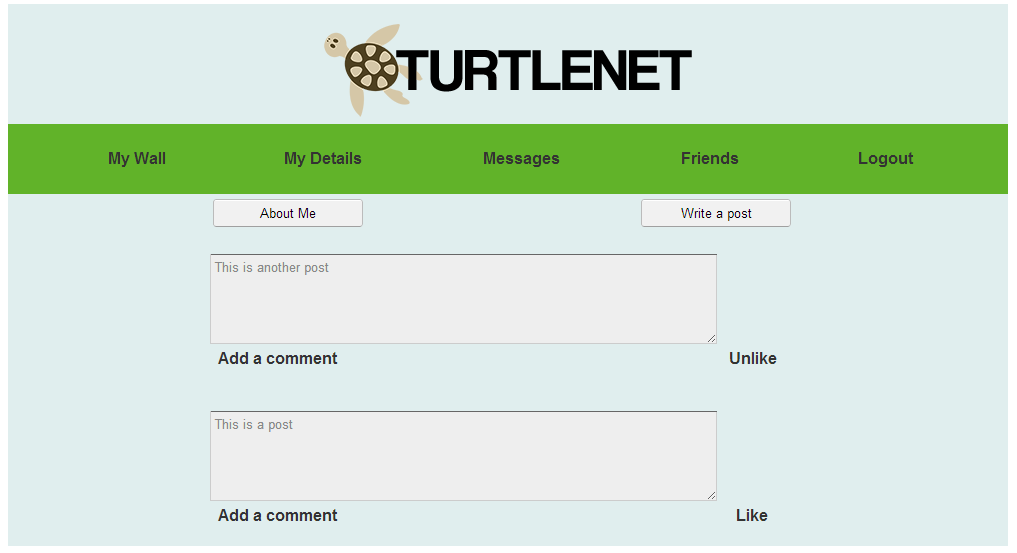 TURTLENET
My Wall My Details Messages Friends Logout
About Me Write a post
This is another post
Add a comment Unlike
This is a post
Add a comment Like